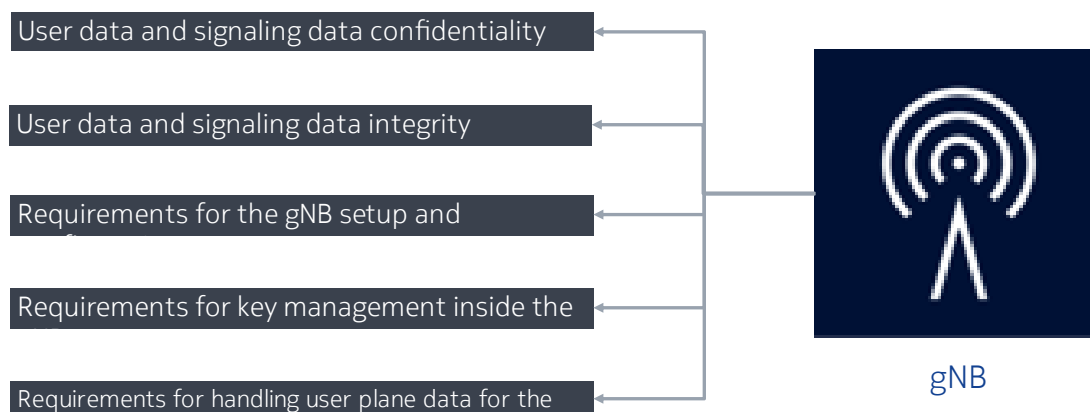 User data and signaling data confidentiality
User data and signaling data integrity
Requirements for the gNB setup and
Requirements for key management inside the
Requirements for handling user plane data for the
gNB